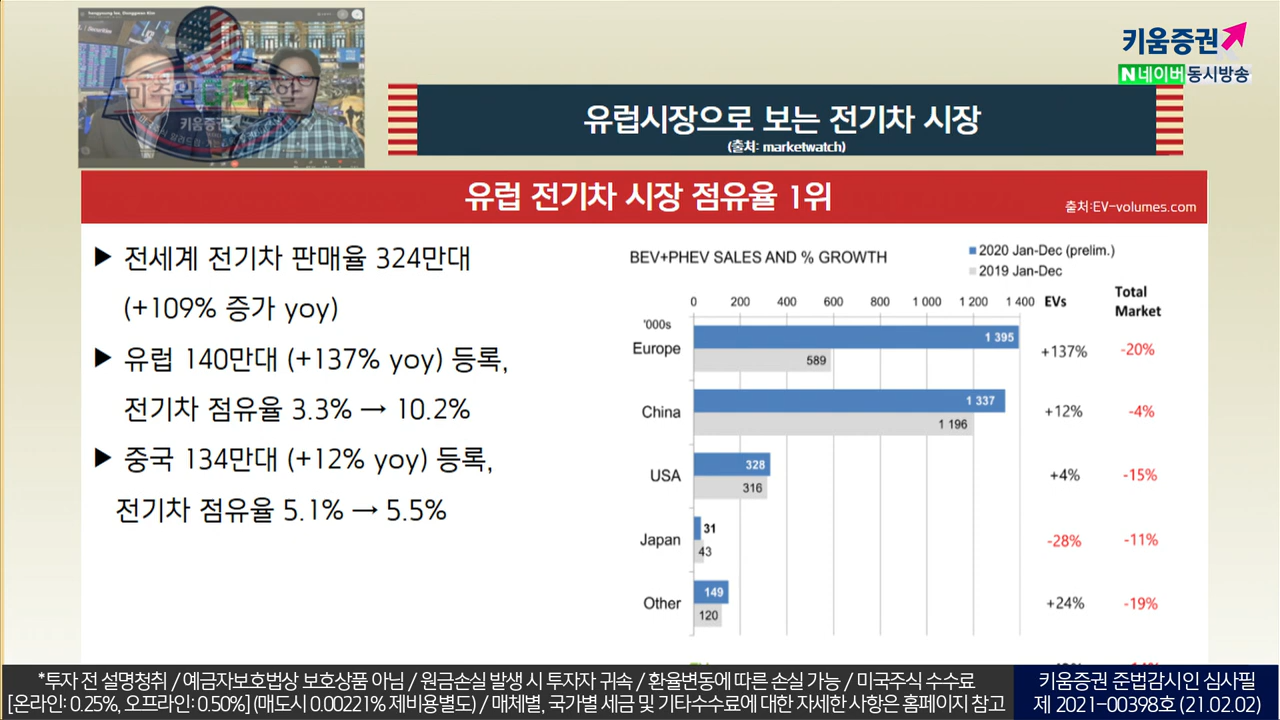 키움증권
N 네이버 동시방송
미주알 고주알
키움증권
유럽시장으로 보는 전기차 시장
(출처: marketwatch)
유럽 전기차 시장 점유율 1위
출처:EV-volumes.com
▶ 전세계 전기차 판매율 324만대
(+109% 증가 yoy)
▶ 유럽 140만대 (+137% yoy) 등록,
전기차 점유율 3.3% → 10.2%
▶ 중국 134만대 (+12% yoy) 등록,
전기차 점유율 5.1% → 5.5%
BEV+PHEV SALES AND % GROWTH
2020 Jan-Dec (prelim.)
2019 Jan-Dec
0 200 400 600 800 1 000 1 200 1 400 EVs Total Market
'000s
Europe 1 395 589 +137% -20%
China 1 337 1 196 +12% -4%
USA 328 316 +4% -15%
Japan 31 43 -28% -11%
Other 149 120 +24% -19%
*투자 전 설명청취 / 예금자보호법상 보호상품 아님 / 원금손실 발생 시 투자자 귀속 / 환율변동에 따른 손실 가능 / 미국주식 수수료
[온라인: 0.25%, 오프라인: 0.50%] (매도시 0.00221% 제비용별도) / 매체별, 국가별 세금 및 기타수수료에 대한 자세한 사항은 홈페이지 참고
키움증권 준법감시인 심사필
제 2021-00398호 (21.02.02)